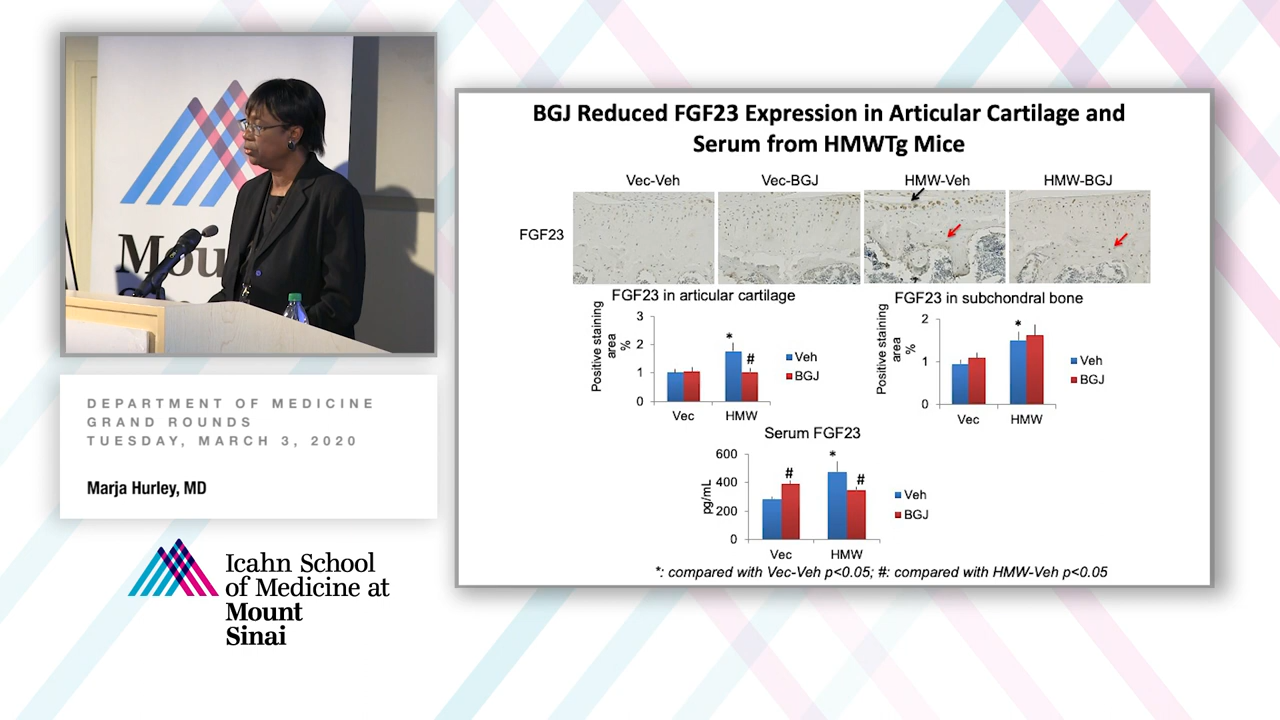 Mou
DEPARTMENT OF MEDICINE
GRAND ROUNDS
TUESDAY, MARCH 3, 2020
Marja Hurley, MD
Icahn School
of Medicine at
Mount
Sinai
BGJ Reduced FGF23 Expression in Articular Cartilage and
Serum from HMWTg Mice
Vec-Veh Vec-BGJ HMW-Veh HMW-BGJ
FGF23
FGF23 in articular cartilage
Positive staining
area
%
3
2
1
0
*
#
Vec HMW
Veh
BGJ
FGF23 in subchondral bone
Positive staining
area
%
2
1
0
*
Vec HMW
Veh
BGJ
Serum FGF23
pg/mL
600
400
200
0
#
*
#
Vec HMW
Veh
BGJ
*: compared with Vec-Veh p<0.05; #: compared with HMW-Veh p<0.05